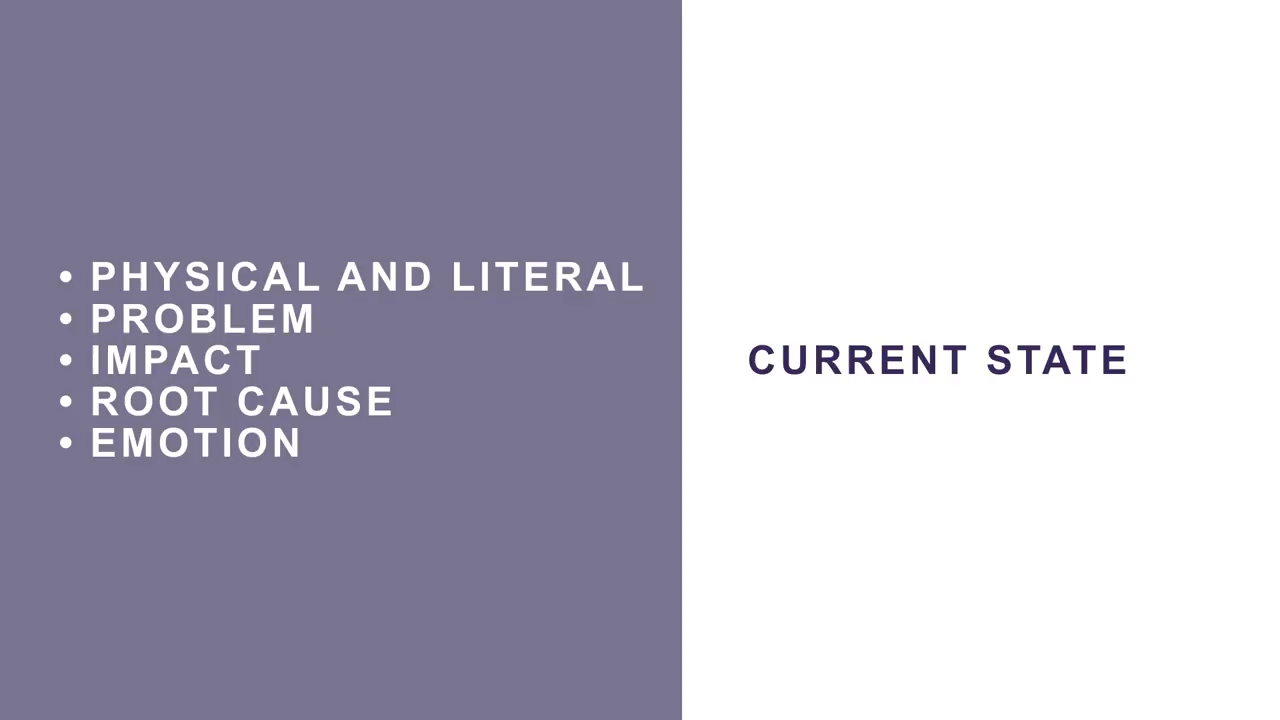 • PHYSICAL AND LITERAL
• PROBLEM
• IMPACT
• ROOT CAUSE
• EMOTION
CURRENT STATE